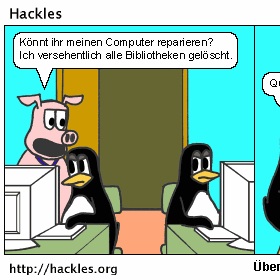 Hackles
Könnt ihr meinen Computer reparieren?
Ich versehentlich alle Bibliotheken gelöscht.
http://hackles.org